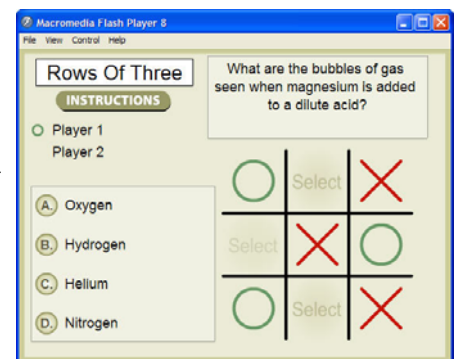 Macromedia Flash Player 8
File View Control Help
Rows Of Three
INSTRUCTIONS
Player 1
Player 2
What are the bubbles of gas
seen when magnesium is added
to a dilute acid?
A. Oxygen
B. Hydrogen
C. Helium
D. Nitrogen
Select
Select
Select